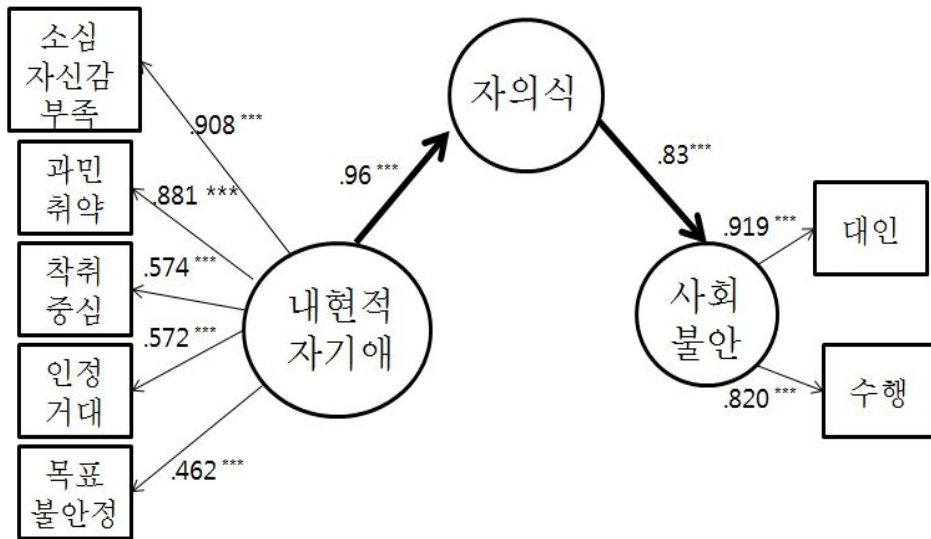 소심
자신감
부족
.908 ***
과민
취약
.881 ***
착취
중심
.574 ***
인정
거대
.572 ***
목표
불안정
.462 ***
내현적
자기애
.96 ***
자의식
.83 ***
사회
불안
.919 ***
대인
.820 ***
수행